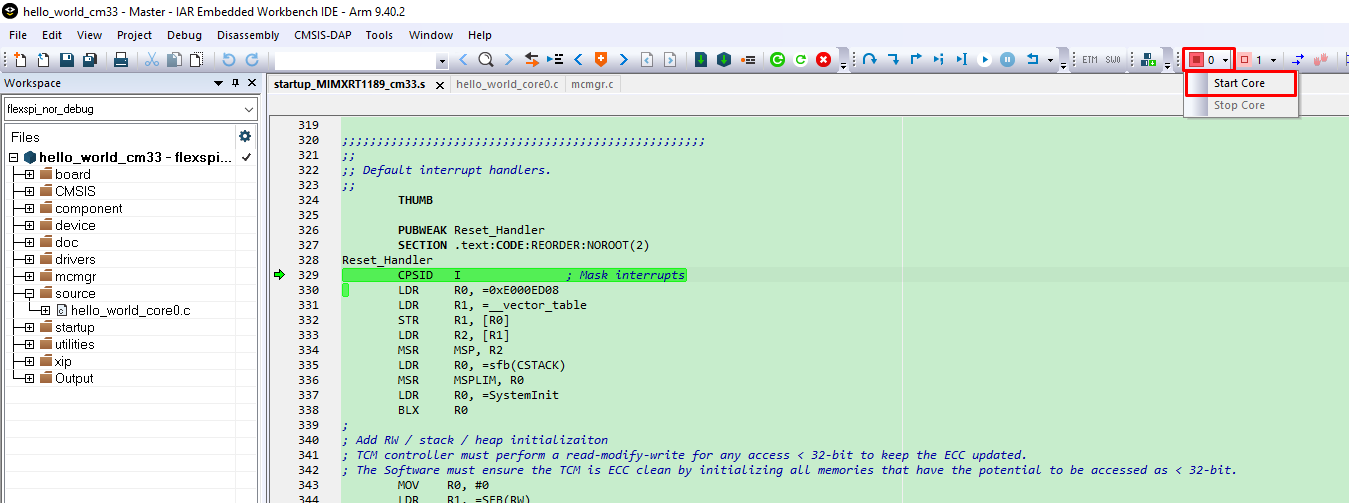 hello_world_cm33 - Master - IAR Embedded Workbench IDE - Arm 9.40.2
File Edit View Project Debug Disassembly CMSIS-DAP Tools Window Help
ETM SWO 0 1
Start Core
Stop Core
Workspace
flexspi_nor_debug
Files
hello_world_cm33 - flexspi...
board
CMSIS
component
device
doc
drivers
mcmgr
source
hello_world_core0.c
startup
utilities
xip
Output
startup_MIMXRT1189_cm33.s hello_world_core0.c mcmgr.c
319
320 ;;;;;;;;;;;;;;;;;;;;;;;;;;;;;;;;;;;;;;;;;;;;;;;;;;;;
321 ;;
322 ;; Default interrupt handlers.
323 ;;
324 THUMB
325
326 PUBWEAK Reset_Handler
327 SECTION .text:CODE:REORDER:NOROOT(2)
328 Reset_Handler
329 CPSID I ; Mask interrupts
330 LDR R0, =0xE000ED08
331 LDR R1, =__vector_table
332 STR R1, [R0]
333 LDR R2, [R1]
334 MSR MSP, R2
335 LDR R0, =sfb(CSTACK)
336 MSR MSPLIM, R0
337 LDR R0, =SystemInit
338 BLX R0
339 ;
340 ; Add RW / stack / heap initializaiton
341 ; TCM controller must perform a read-modify-write for any access < 32-bit to keep the ECC updated.
342 ; The Software must ensure the TCM is ECC clean by initializing all memories that have the potential to be accessed as < 32-bit.
343 MOV R0, #0
344 LDR R1, =SFB(RW)